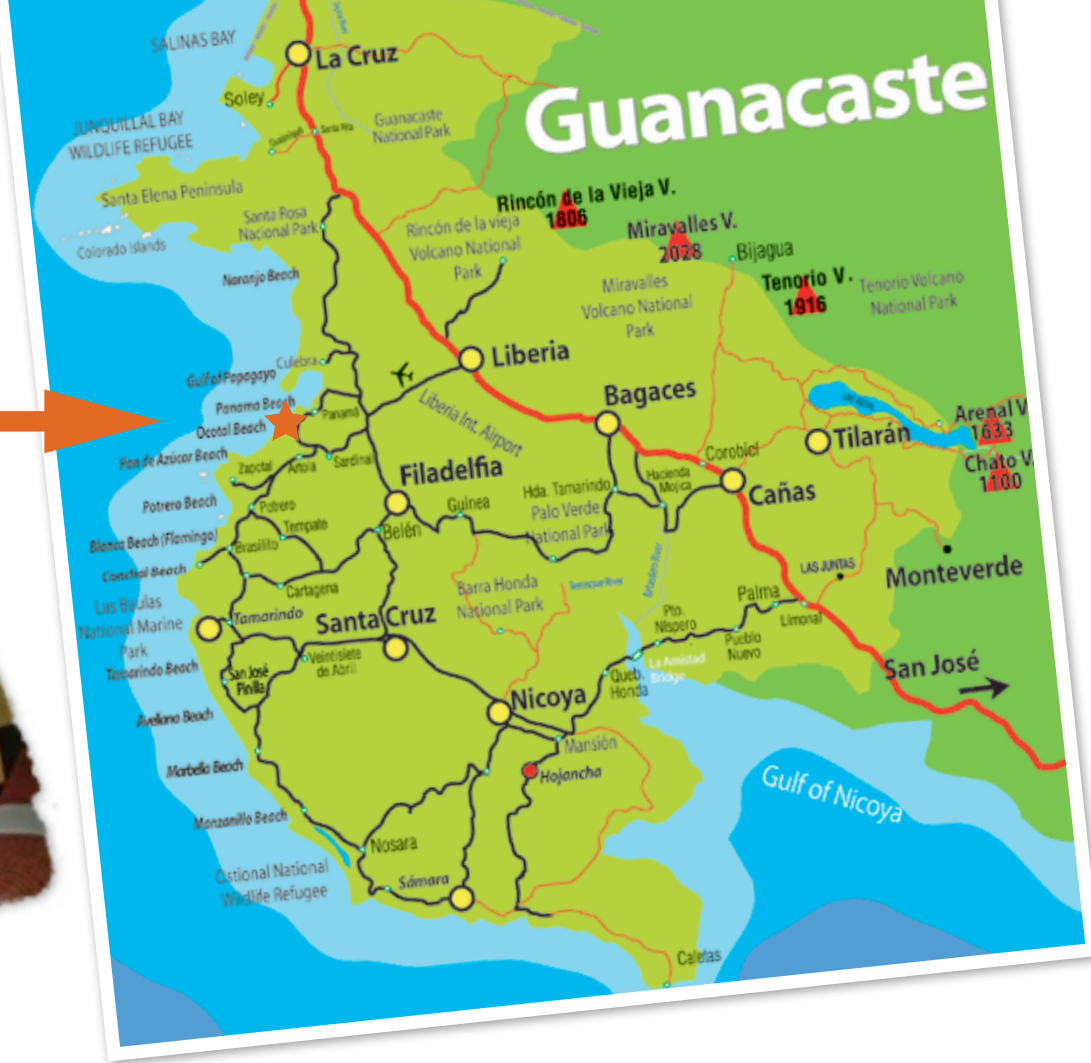 SALINAS BAY
La Cruz
Soley
JUNQUILLAL BAY
WILDLIFE REFUGEE
Santa Rita
Guanacaste
National Park
Guanacaste
Santa Elena Peninsula
Santa Rosa
Nacional Park
Colorado Islands
Rincón de la Vieja V.
1806
Rincón de la vieja
Volcano National
Park
Miravalles V.
2028
Bijagua
Tenorio V.
1916
Tenorio Volcano
National Park
Naranjo Beach
Miravalles
Volcano National
Park
Culebra
Gulf of Papagayo
Liberia
Liberia Int. Airport
Bagaces
Panama Beach
Panamá
Ocotal Beach
Pan de Azúcar Beach
Zapotal
Artola
Sardinal
Filadelfia
Corobicí
Tilarán
Arenal V
1633
Chato V.
1100
Potrero Beach
Potrero
Guinea
Hda. Tamarindo
Hacienda
Mojica
Cañas
Palo Verde
National Park
Blanca Beach (Flamingo)
Brasilito
Tempate
Belén
Conchal Beach
Cartagena
Barra Honda
National Park
Tempisque River
Bebedero River
LAS JUNTAS
Monteverde
Las Baulas
National Marine
Park
Tamarindo
Santa Cruz
Pto.
Níspero
Palma
Limonal
Pueblo
Nuevo
Tamarindo Beach
San José
Pinilla
Veintisiete
de Abril
La Amistad
Bridge
Queb.
Honda
San José
Avellana Beach
Nicoya
Mansión
Hojancha
Marbella Beach
Gulf of Nicoya
Manzanillo Beach
Nosara
Ostional National
Wildlife Refugee
Sámara
Caletas